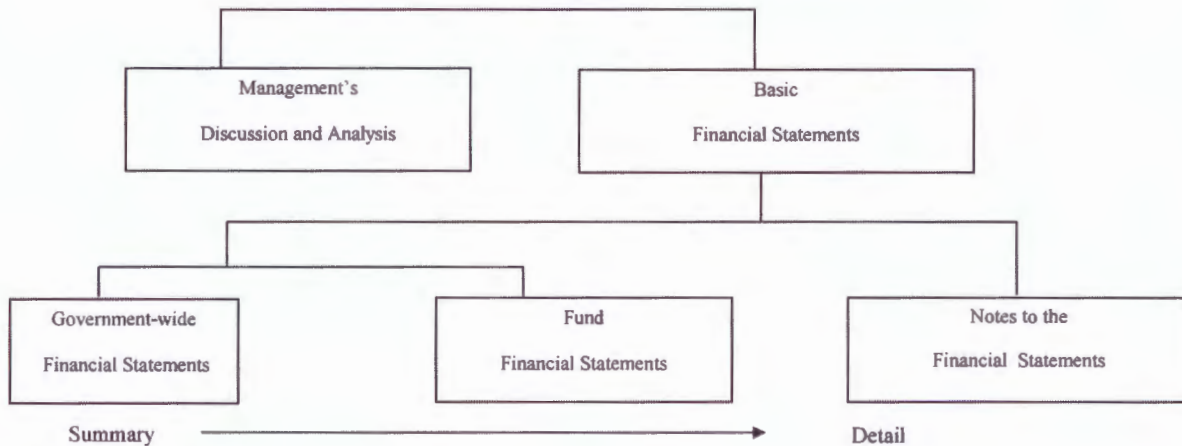 Management`s
Discussion and Analysis
Basic
Financial Statements
Government-wide
Financial Statements
Fund
Financial Statements
Notes to the
Financial Statements
Summary
Detail